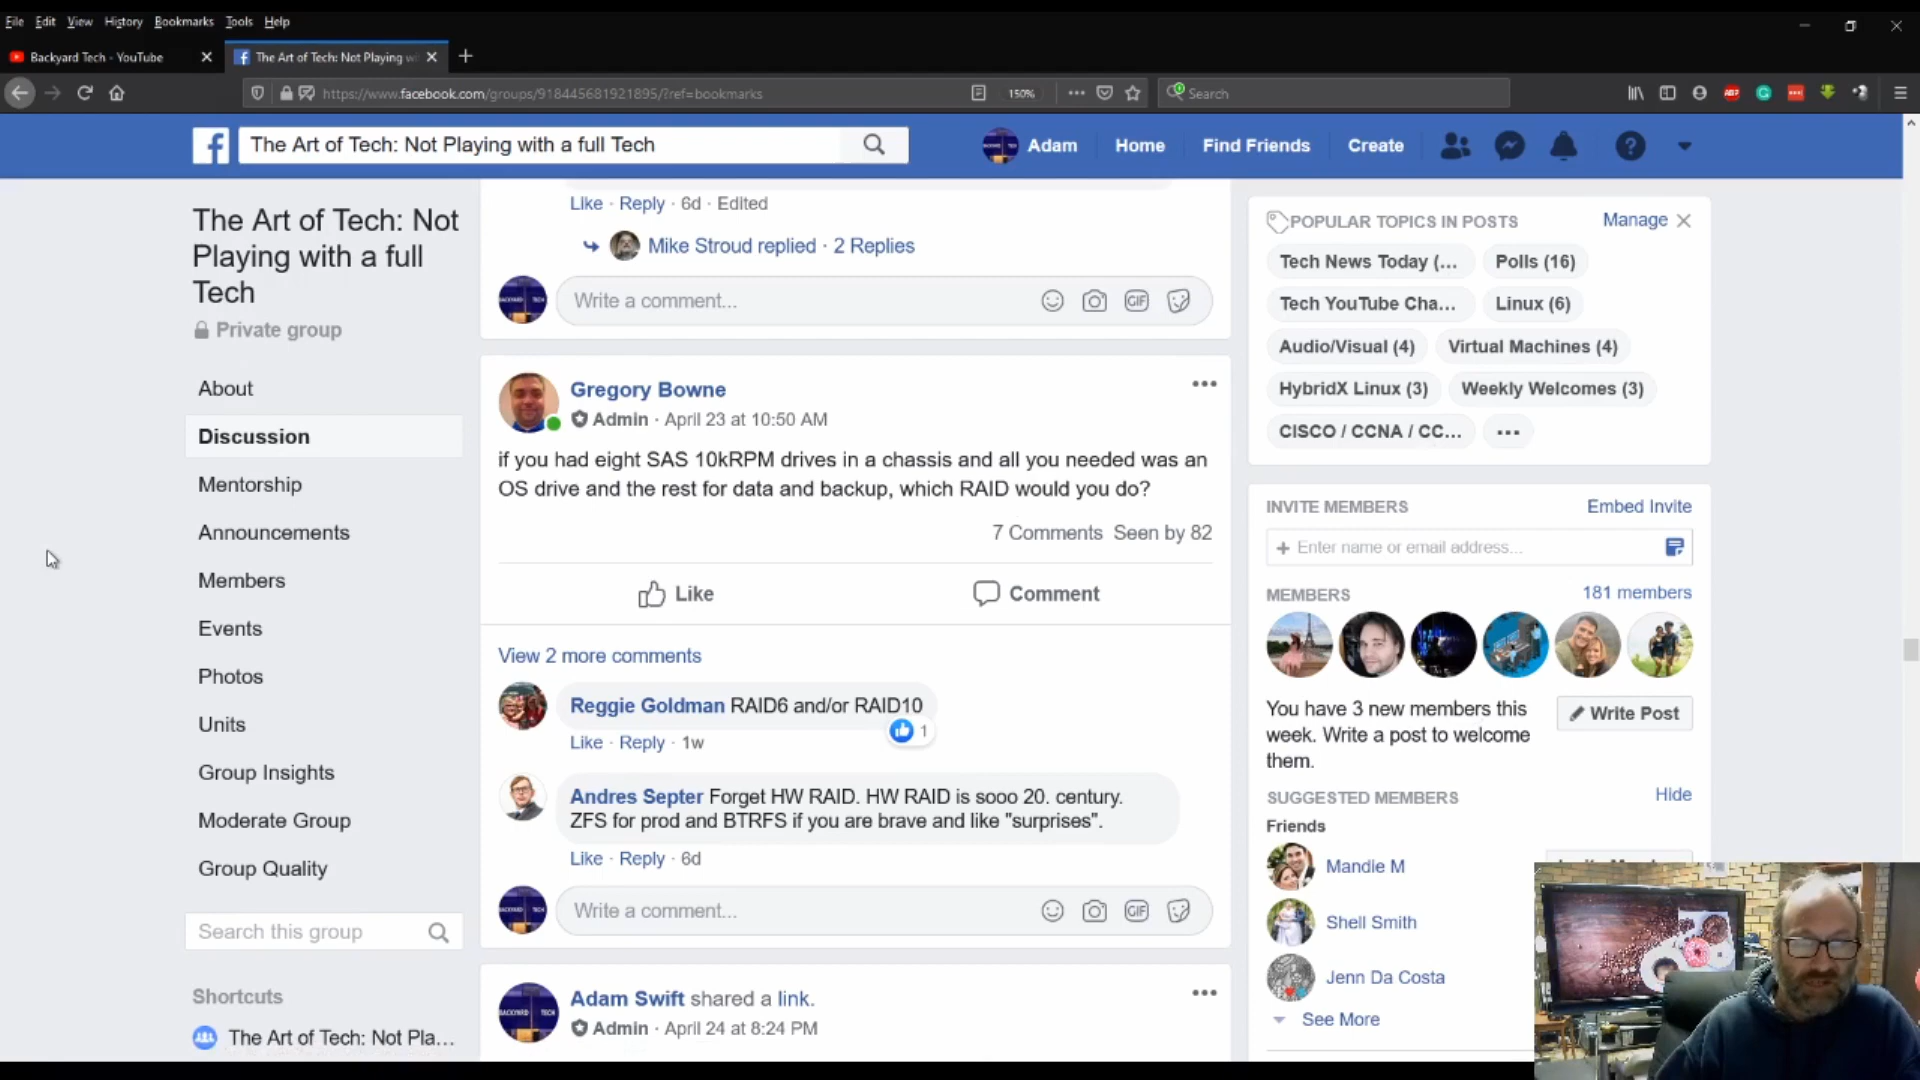 File Edit View History Bookmarks Tools Help
Backyard Tech - YouTube
The Art of Tech: Not Playing wi
https://www.facebook.com/groups/918445681921895/?ref=bookmarks
150%
Search
The Art of Tech: Not Playing with a full Tech
Adam
Home
Find Friends
Create
The Art of Tech: Not
Playing with a full
Tech
Private group
About
Discussion
Mentorship
Announcements
Members
Events
Photos
Units
Group Insights
Moderate Group
Group Quality
Search this group
Shortcuts
The Art of Tech: Not Pla...
Like · Reply · 6d · Edited
Mike Stroud replied · 2 Replies
Write a comment...
GIF
Gregory Bowne
Admin · April 23 at 10:50 AM
if you had eight SAS 10kRPM drives in a chassis and all you needed was an
OS drive and the rest for data and backup, which RAID would you do?
7 Comments Seen by 82
Like
Comment
View 2 more comments
Reggie Goldman RAID6 and/or RAID10
1
Like · Reply · 1w
Andres Septer Forget HW RAID. HW RAID is sooo 20. century.
ZFS for prod and BTRFS if you are brave and like "surprises".
Like · Reply · 6d
Write a comment...
GIF
Adam Swift shared a link.
Admin · April 24 at 8:24 PM
POPULAR TOPICS IN POSTS
Manage
Tech News Today (...
Polls (16)
Tech YouTube Cha...
Linux (6)
Audio/Visual (4)
Virtual Machines (4)
HybridX Linux (3)
Weekly Welcomes (3)
CISCO / CCNA / CC...
INVITE MEMBERS
Embed Invite
+ Enter name or email address...
MEMBERS
181 members
You have 3 new members this
week. Write a post to welcome
them.
Write Post
SUGGESTED MEMBERS
Hide
Friends
Mandie M
Shell Smith
Jenn Da Costa
See More